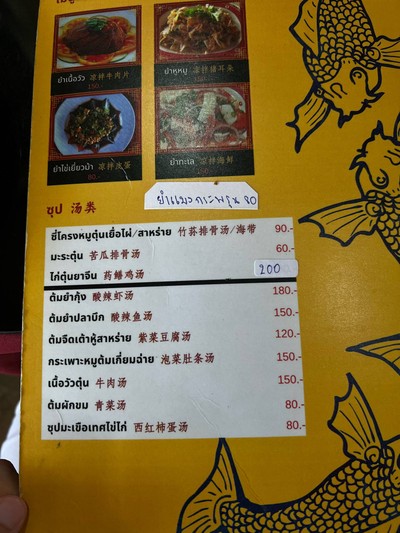 ยำเนื้อวัว 凉拌牛肉片
150.-
ยำหูหมู 凉拌猪耳朵
ยำไข่เยี่ยวม้า 凉拌皮蛋
80.-
ยำทะเล 凉拌海鲜
80
ซุป 汤类
ซี่โครงหมูตุ๋นเยื่อไผ่/สาหร่าย 竹荪排骨汤/海带 90.-
มะระตุ๋น 苦瓜排骨汤 60.-
ไก่ตุ๋นยาจีน 药鳝鸡汤 200
ต้มยำกุ้ง 酸辣虾汤 180.-
ต้มยำปลาบึก 酸辣鱼汤 150.-
ต้มจืดเต้าหู้สาหร่าย 紫菜豆腐汤 120.-
กระเพาะหมูต้มเกี่ยมฉ่าย 泡菜肚条汤 150.-
เนื้อวัวตุ๋น 牛肉汤 150.-
ต้มผักขม 青菜汤 80.-
ซุปมะเขือเทศไข่ไก่ 西红柿蛋汤 80.-